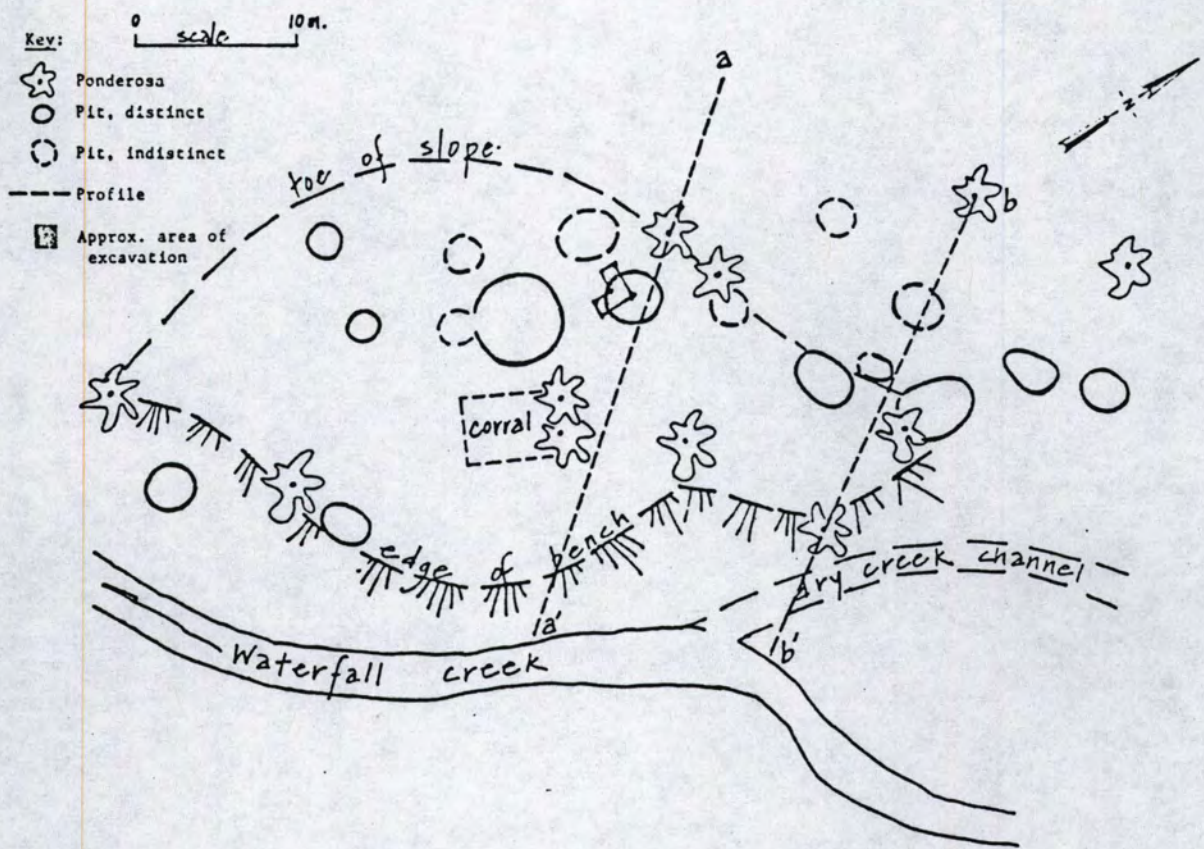 0 scale 10 m.
Key:
Ponderosa
Pit, distinct
Pit, indistinct
Profile
Approx. area of
excavation
a
N
toe of slope
b
corral
edge of bench
dry creek channel
a'
b'
Waterfall creek